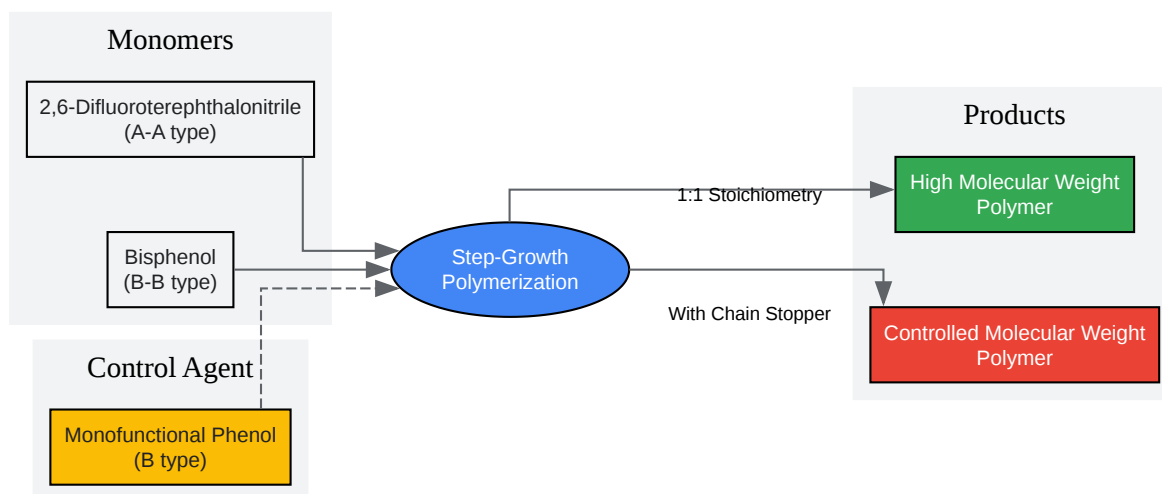 Monomers
2,6-Difluoroterephthalonitrile
(A-A type)
Bisphenol
(B-B type)
Control Agent
Monofunctional Phenol
(B type)
Step-Growth
Polymerization
1:1 Stoichiometry
With Chain Stopper
Products
High Molecular Weight
Polymer
Controlled Molecular Weight
Polymer